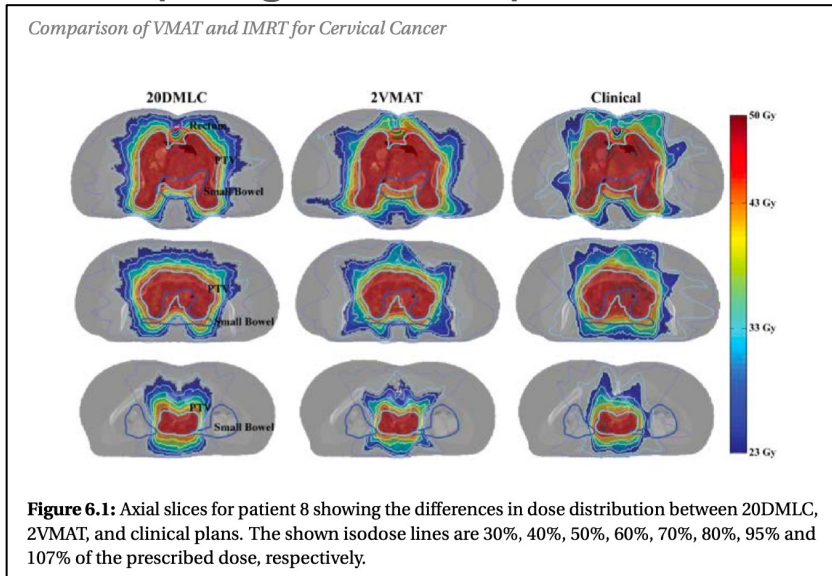 Comparison of VMAT and IMRT for Cervical Cancer
20DMLC 2VMAT Clinical
Rectum
PTV
Small Bowel
PTV
Small Bowel
PTV
Small Bowel
50 Gy
43 Gy
33 Gy
23 Gy
Figure 6.1: Axial slices for patient 8 showing the differences in dose distribution between 20DMLC,
2VMAT, and clinical plans. The shown isodose lines are 30%, 40%, 50%, 60%, 70%, 80%, 95% and
107% of the prescribed dose, respectively.